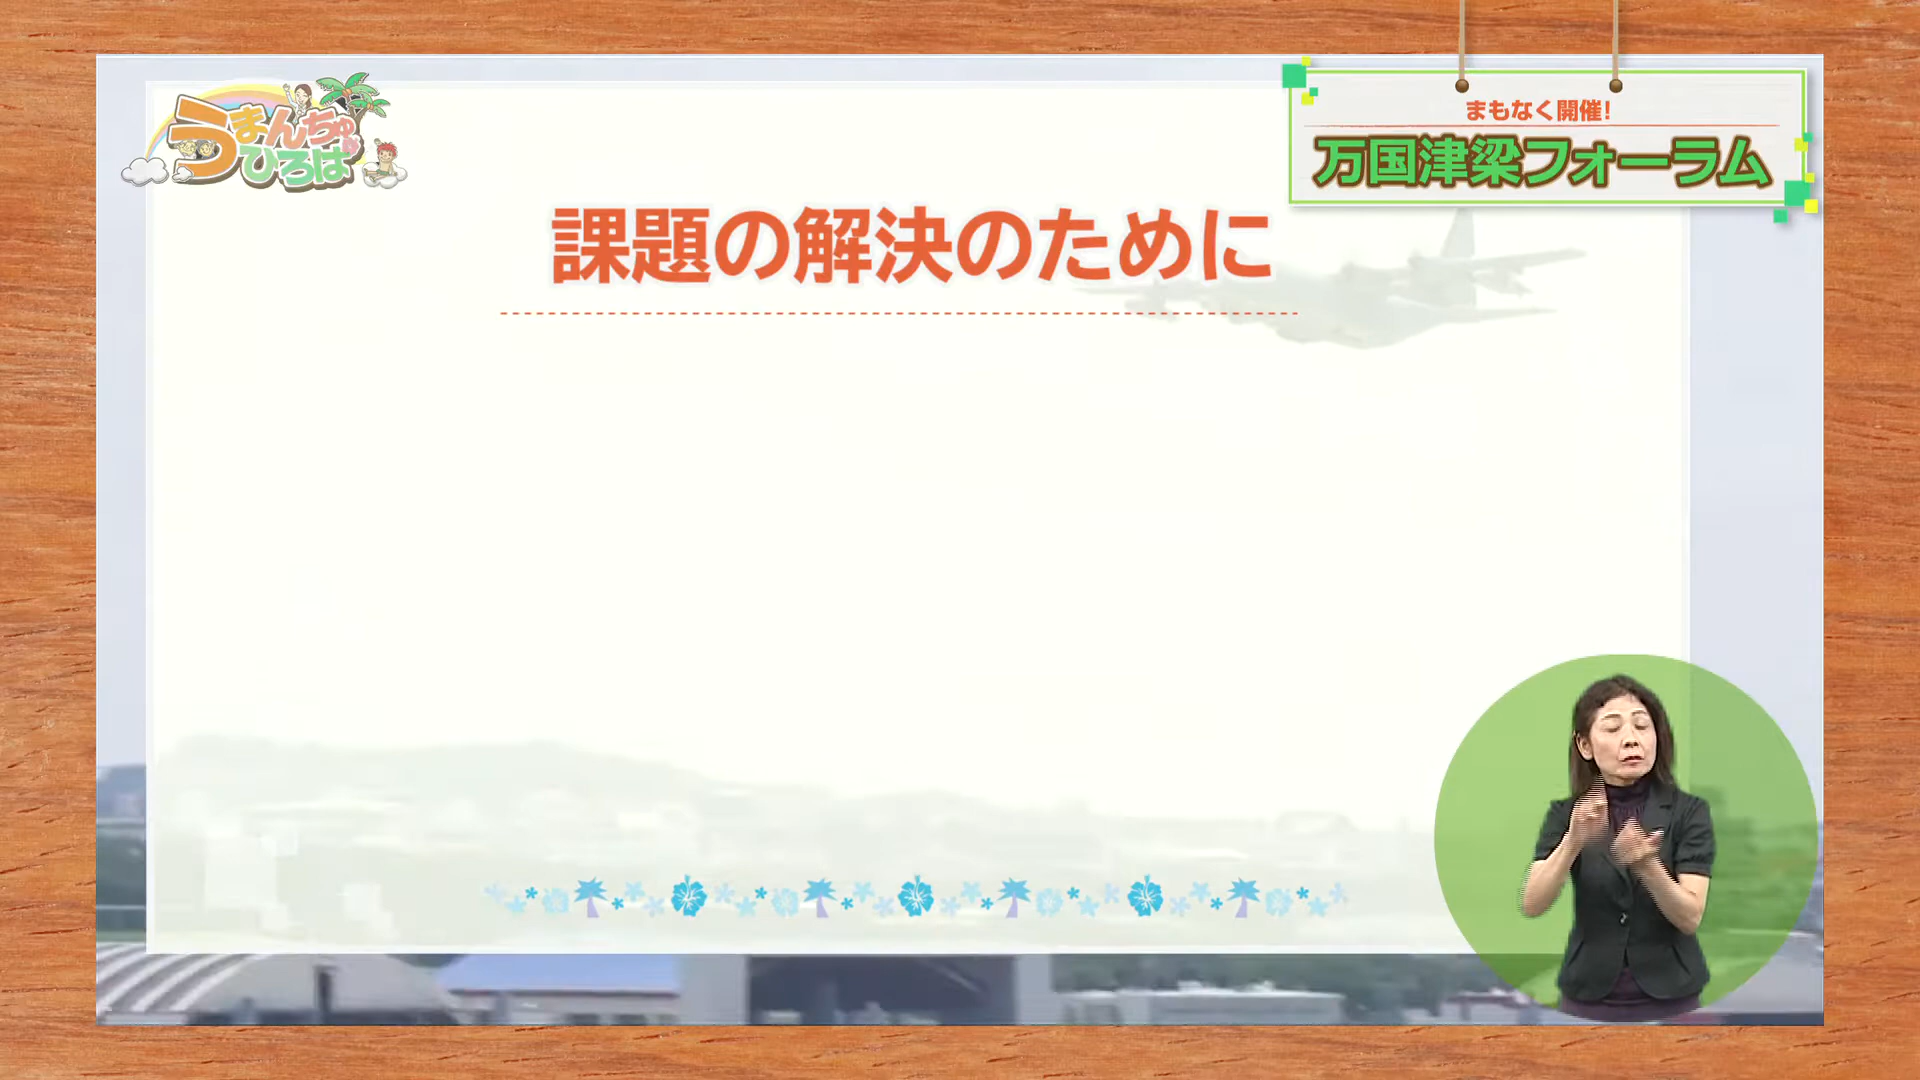 うまんちゅひろば
まもなく開催!
万国津梁フォーラム
課題の解決のために